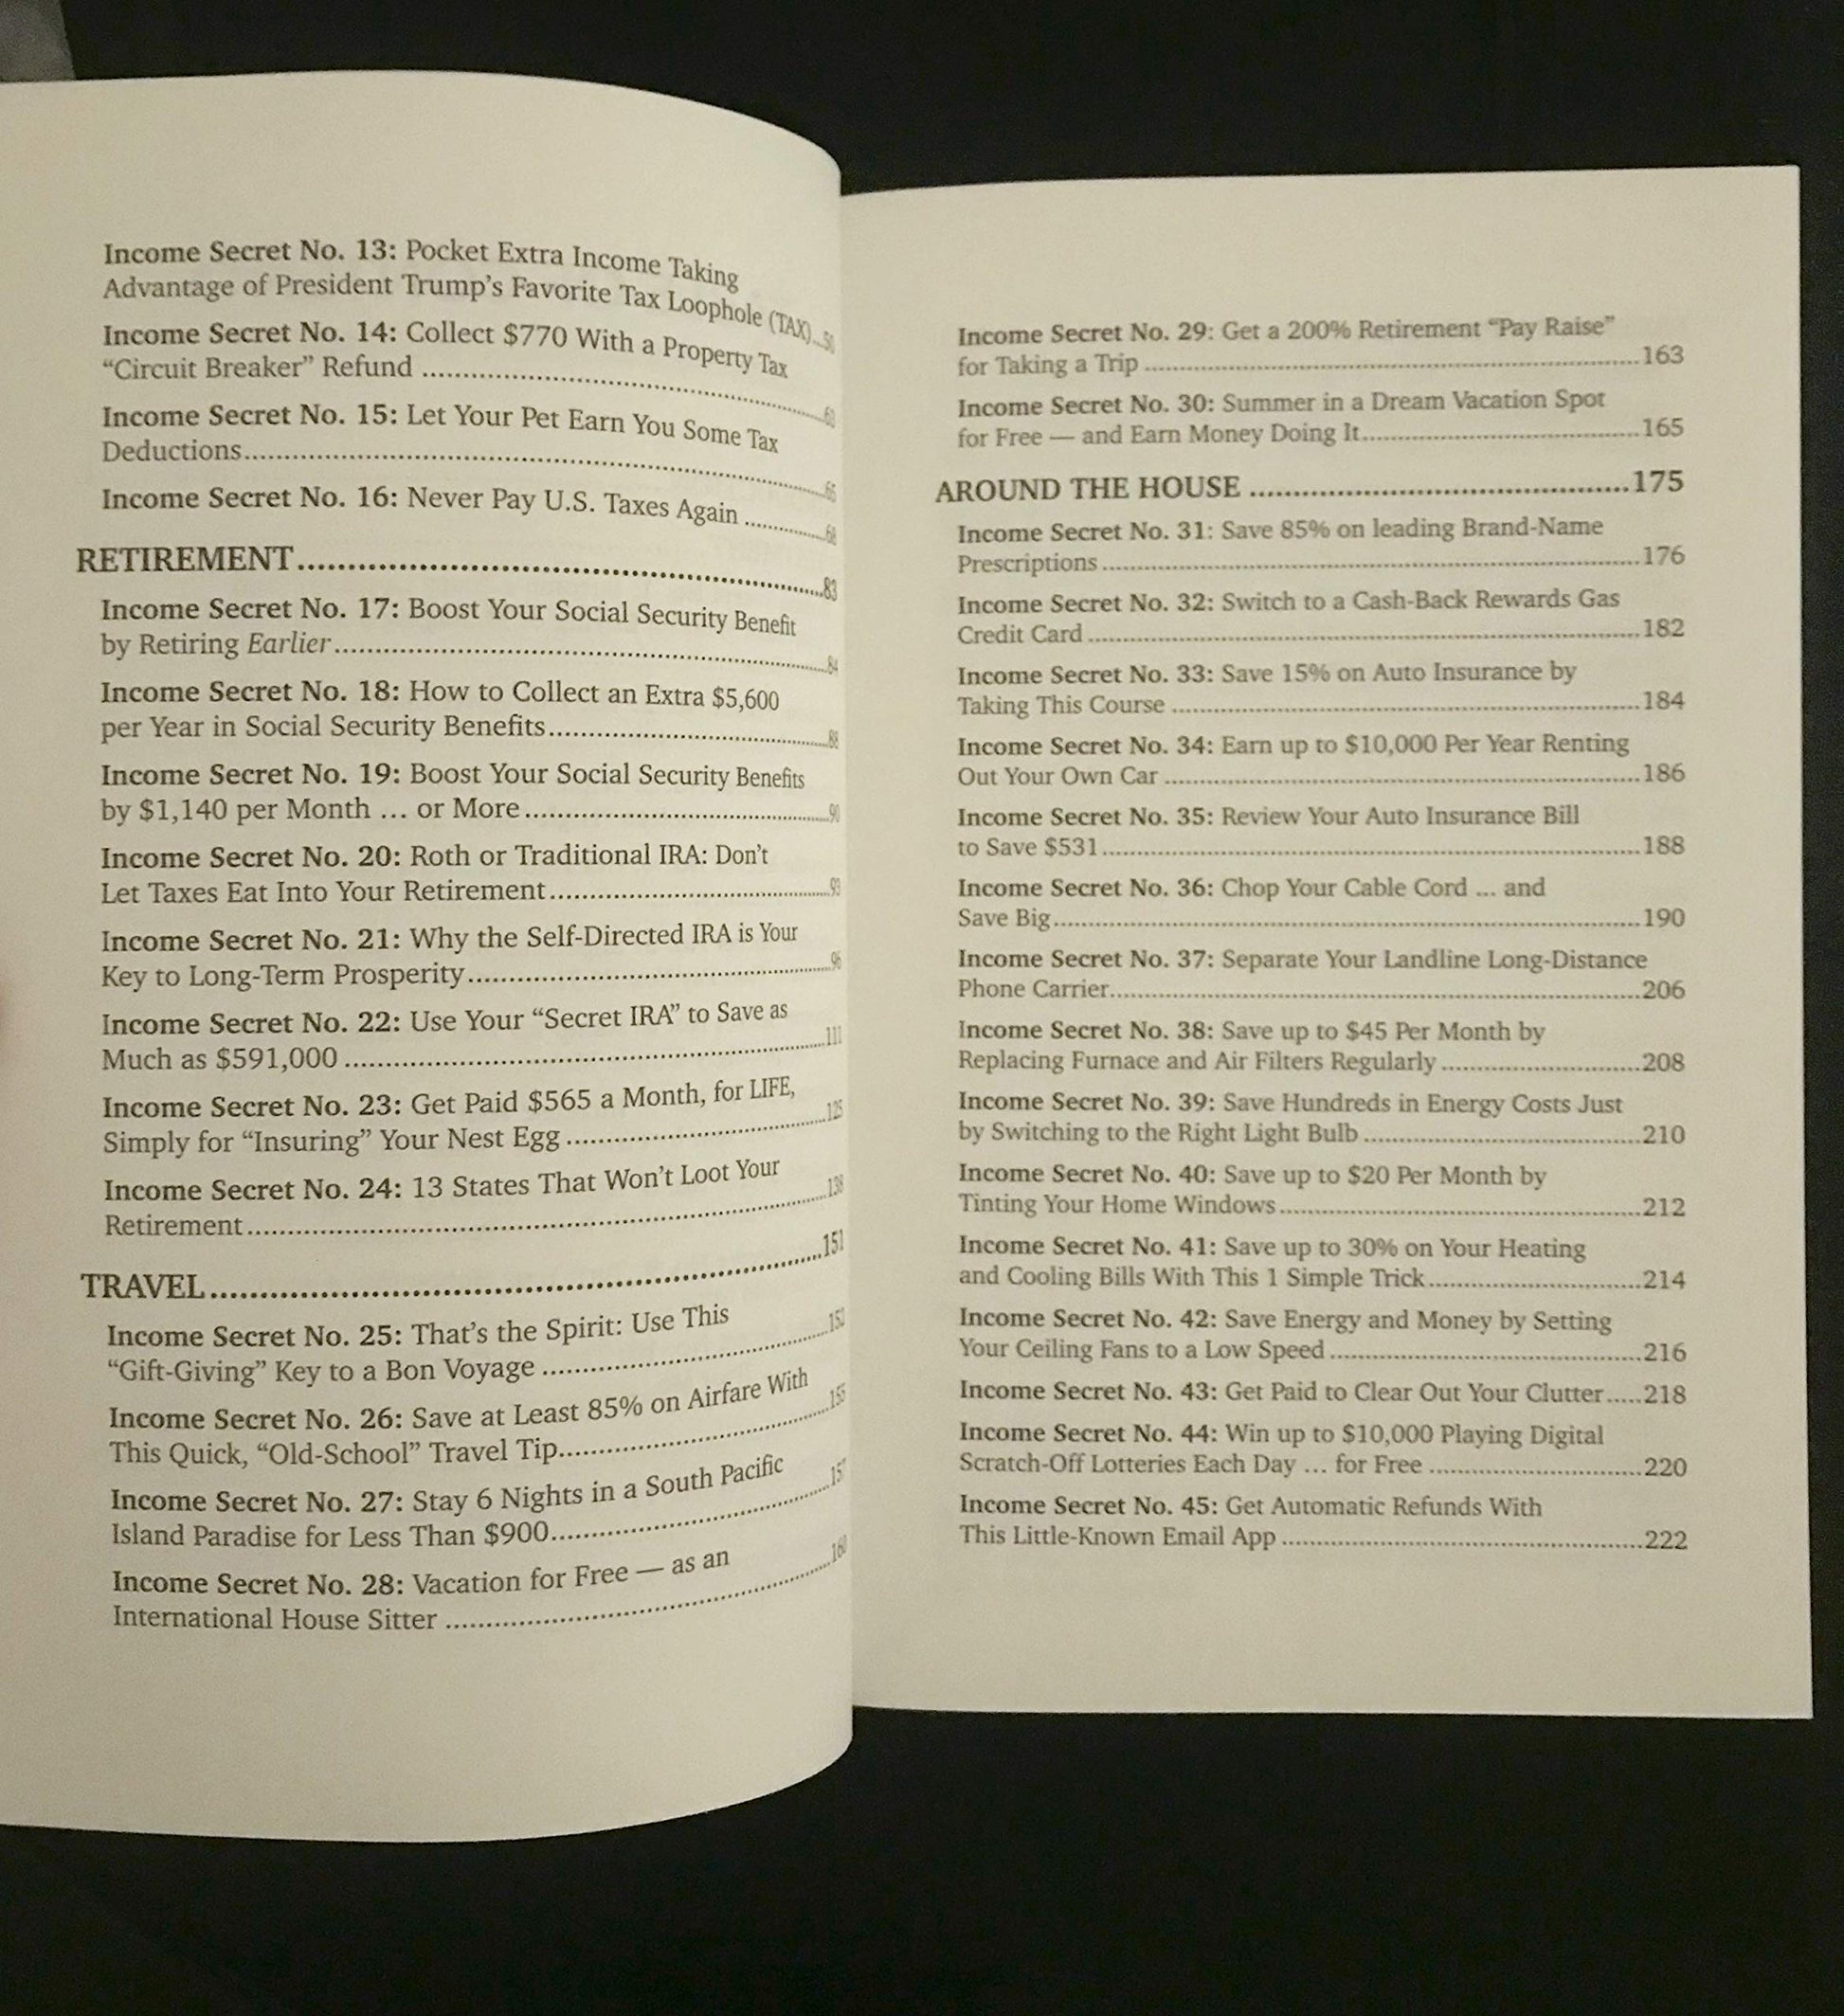 Income Secret No. 13: Pocket Extra Income Taking
Advantage of President Trump's Favorite Tax Loophole (TAX)...50
Income Secret No. 14: Collect $770 With a Property Tax
“Circuit Breaker” Refund ..........
Income Secret No. 15: Let Your Pet Earn You Some Tax
Deductions..........
Income Secret No. 16: Never Pay U.S. Taxes Again ..........
RETIREMENT..........83
Income Secret No. 17: Boost Your Social Security Benefit
by Retiring Earlier..........84
Income Secret No. 18: How to Collect an Extra $5,600
per Year in Social Security Benefits..........88
Income Secret No. 19: Boost Your Social Security Benefits
by $1,140 per Month ... or More..........90
Income Secret No. 20: Roth or Traditional IRA: Don't
Let Taxes Eat Into Your Retirement..........93
Income Secret No. 21: Why the Self-Directed IRA is Your
Key to Long-Term Prosperity..........96
Income Secret No. 22: Use Your “Secret IRA” to Save as
Much as $591,000 ..........111
Income Secret No. 23: Get Paid $565 a Month, for LIFE,
Simply for “Insuring” Your Nest Egg ..........125
Income Secret No. 24: 13 States That Won't Loot Your
Retirement..........138
TRAVEL..........151
Income Secret No. 25: That's the Spirit: Use This
“Gift-Giving” Key to a Bon Voyage ..........152
Income Secret No. 26: Save at Least 85% on Airfare With
This Quick, “Old-School” Travel Tip..........155
Income Secret No. 27: Stay 6 Nights in a South Pacific
Island Paradise for Less Than $900..........157
Income Secret No. 28: Vacation for Free — as an
International House Sitter ..........160
Income Secret No. 29: Get a 200% Retirement “Pay Raise”
for Taking a Trip ..........163
Income Secret No. 30: Summer in a Dream Vacation Spot
for Free — and Earn Money Doing It..........165
AROUND THE HOUSE ..........175
Income Secret No. 31: Save 85% on leading Brand-Name
Prescriptions ..........176
Income Secret No. 32: Switch to a Cash-Back Rewards Gas
Credit Card ..........182
Income Secret No. 33: Save 15% on Auto Insurance by
Taking This Course ..........184
Income Secret No. 34: Earn up to $10,000 Per Year Renting
Out Your Own Car ..........186
Income Secret No. 35: Review Your Auto Insurance Bill
to Save $531..........188
Income Secret No. 36: Chop Your Cable Cord ... and
Save Big..........190
Income Secret No. 37: Separate Your Landline Long-Distance
Phone Carrier..........206
Income Secret No. 38: Save up to $45 Per Month by
Replacing Furnace and Air Filters Regularly ..........208
Income Secret No. 39: Save Hundreds in Energy Costs Just
by Switching to the Right Light Bulb ..........210
Income Secret No. 40: Save up to $20 Per Month by
Tinting Your Home Windows..........212
Income Secret No. 41: Save up to 30% on Your Heating
and Cooling Bills With This 1 Simple Trick..........214
Income Secret No. 42: Save Energy and Money by Setting
Your Ceiling Fans to a Low Speed..........216
Income Secret No. 43: Get Paid to Clear Out Your Clutter.....218
Income Secret No. 44: Win up to $10,000 Playing Digital
Scratch-Off Lotteries Each Day ... for Free ..........220
Income Secret No. 45: Get Automatic Refunds With
This Little-Known Email App ..........222